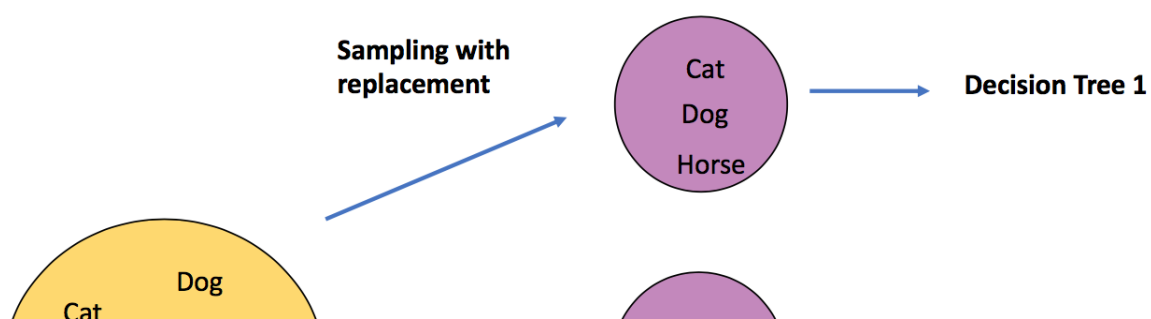 Sampling with
replacement
Cat
Dog
Horse
Decision Tree 1
Dog
Cat